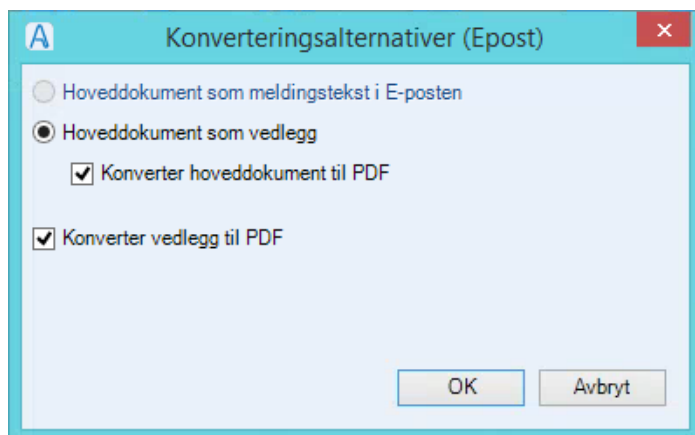 Konverteringsalternativer (Epost)
Hoveddokument som meldingstekst i E-posten
Hoveddokument som vedlegg
Konverter hoveddokument til PDF
Konverter vedlegg til PDF
OK Avbryt